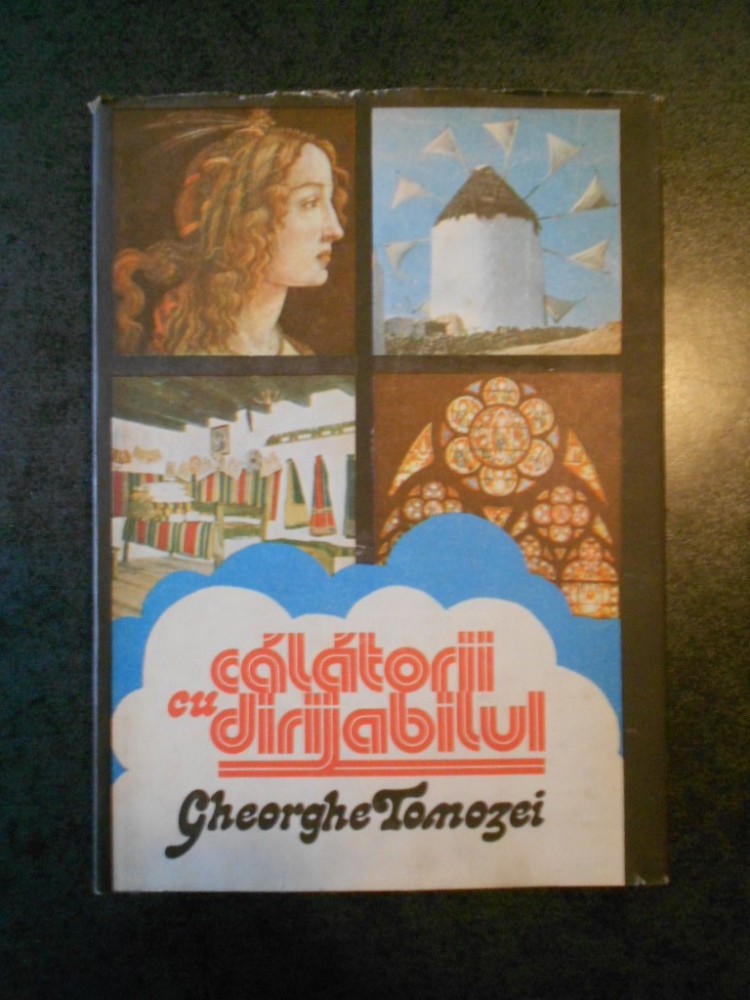 călătorii
cu dirijabilul
Gheorghe Tomozei